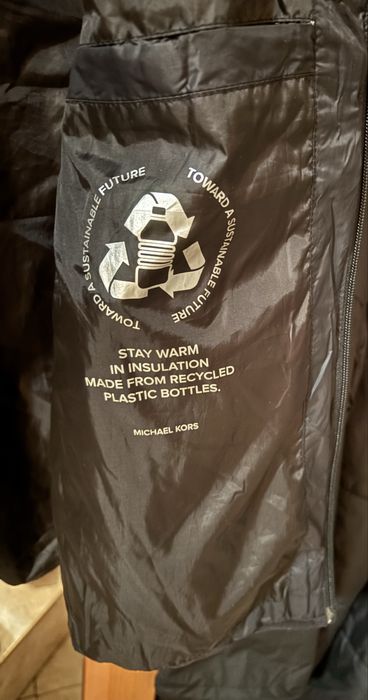 TOWARD A SUSTAINABLE FUTURE
TOWARD A SUSTAINABLE FUTURE
STAY WARM
IN INSULATION
MADE FROM RECYCLED
PLASTIC BOTTLES.
MICHAEL KORS